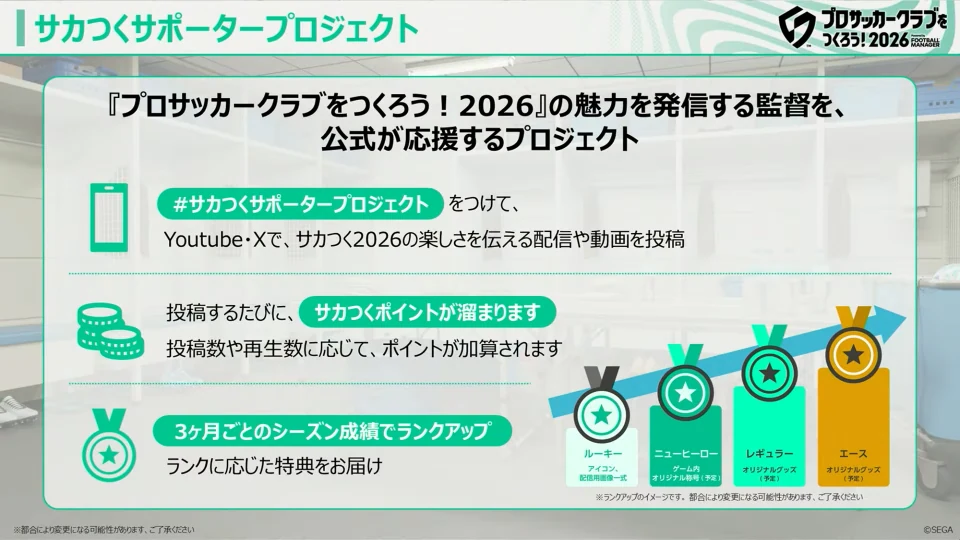 サカつくサポータープロジェクト
プロサッカークラブを
つくろう!2026 Powered by FOOTBALL MANAGER
『プロサッカークラブをつくろう！2026』の魅力を発信する監督を、
公式が応援するプロジェクト
#サカつくサポータープロジェクト をつけて、
Youtube・Xで、サカつく2026の楽しさを伝える配信や動画を投稿
投稿するたびに、サカつくポイントが溜まります
投稿数や再生数に応じて、ポイントが加算されます
3ヶ月ごとのシーズン成績でランクアップ
ランクに応じた特典をお届け
ルーキー
アイコン、
配信用画像一式
ニューヒーロー
ゲーム内
オリジナル称号(予定)
レギュラー
オリジナルグッズ
(予定)
エース
オリジナルグッズ
(予定)
※ランクアップのイメージです。都合により変更になる可能性があります、ご了承ください
※都合により変更になる可能性があります、ご了承ください
©SEGA